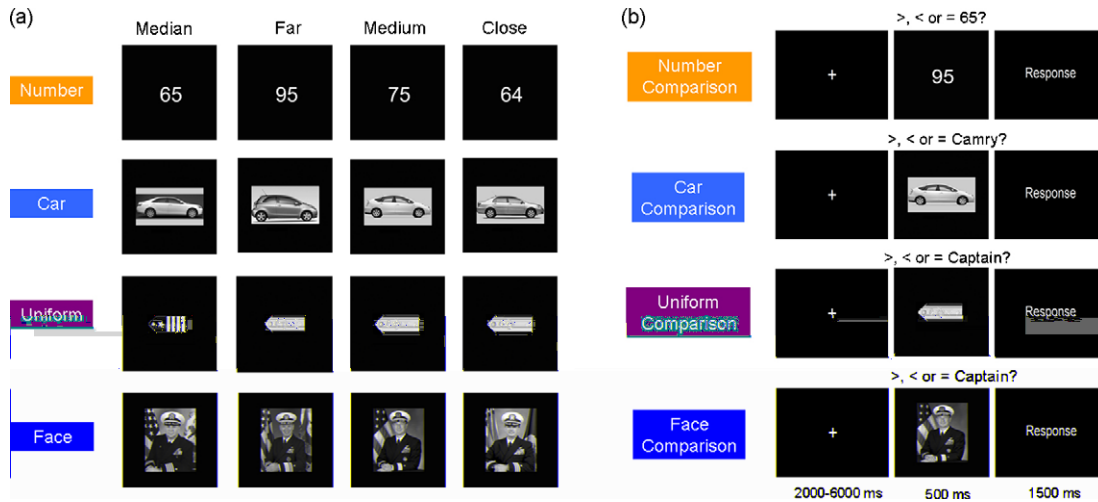 (a)
Median Far Medium Close
Number
65 95 75 64
Car
Uniform
Face
(b)
>, < or = 65?
Number
Comparison
+ 95 Response
>, < or = Camry?
Car
Comparison
+ Response
>, < or = Captain?
Uniform
Comparison
+ Response
>, < or = Captain?
Face
Comparison
+ Response
2000-6000 ms 500 ms 1500 ms